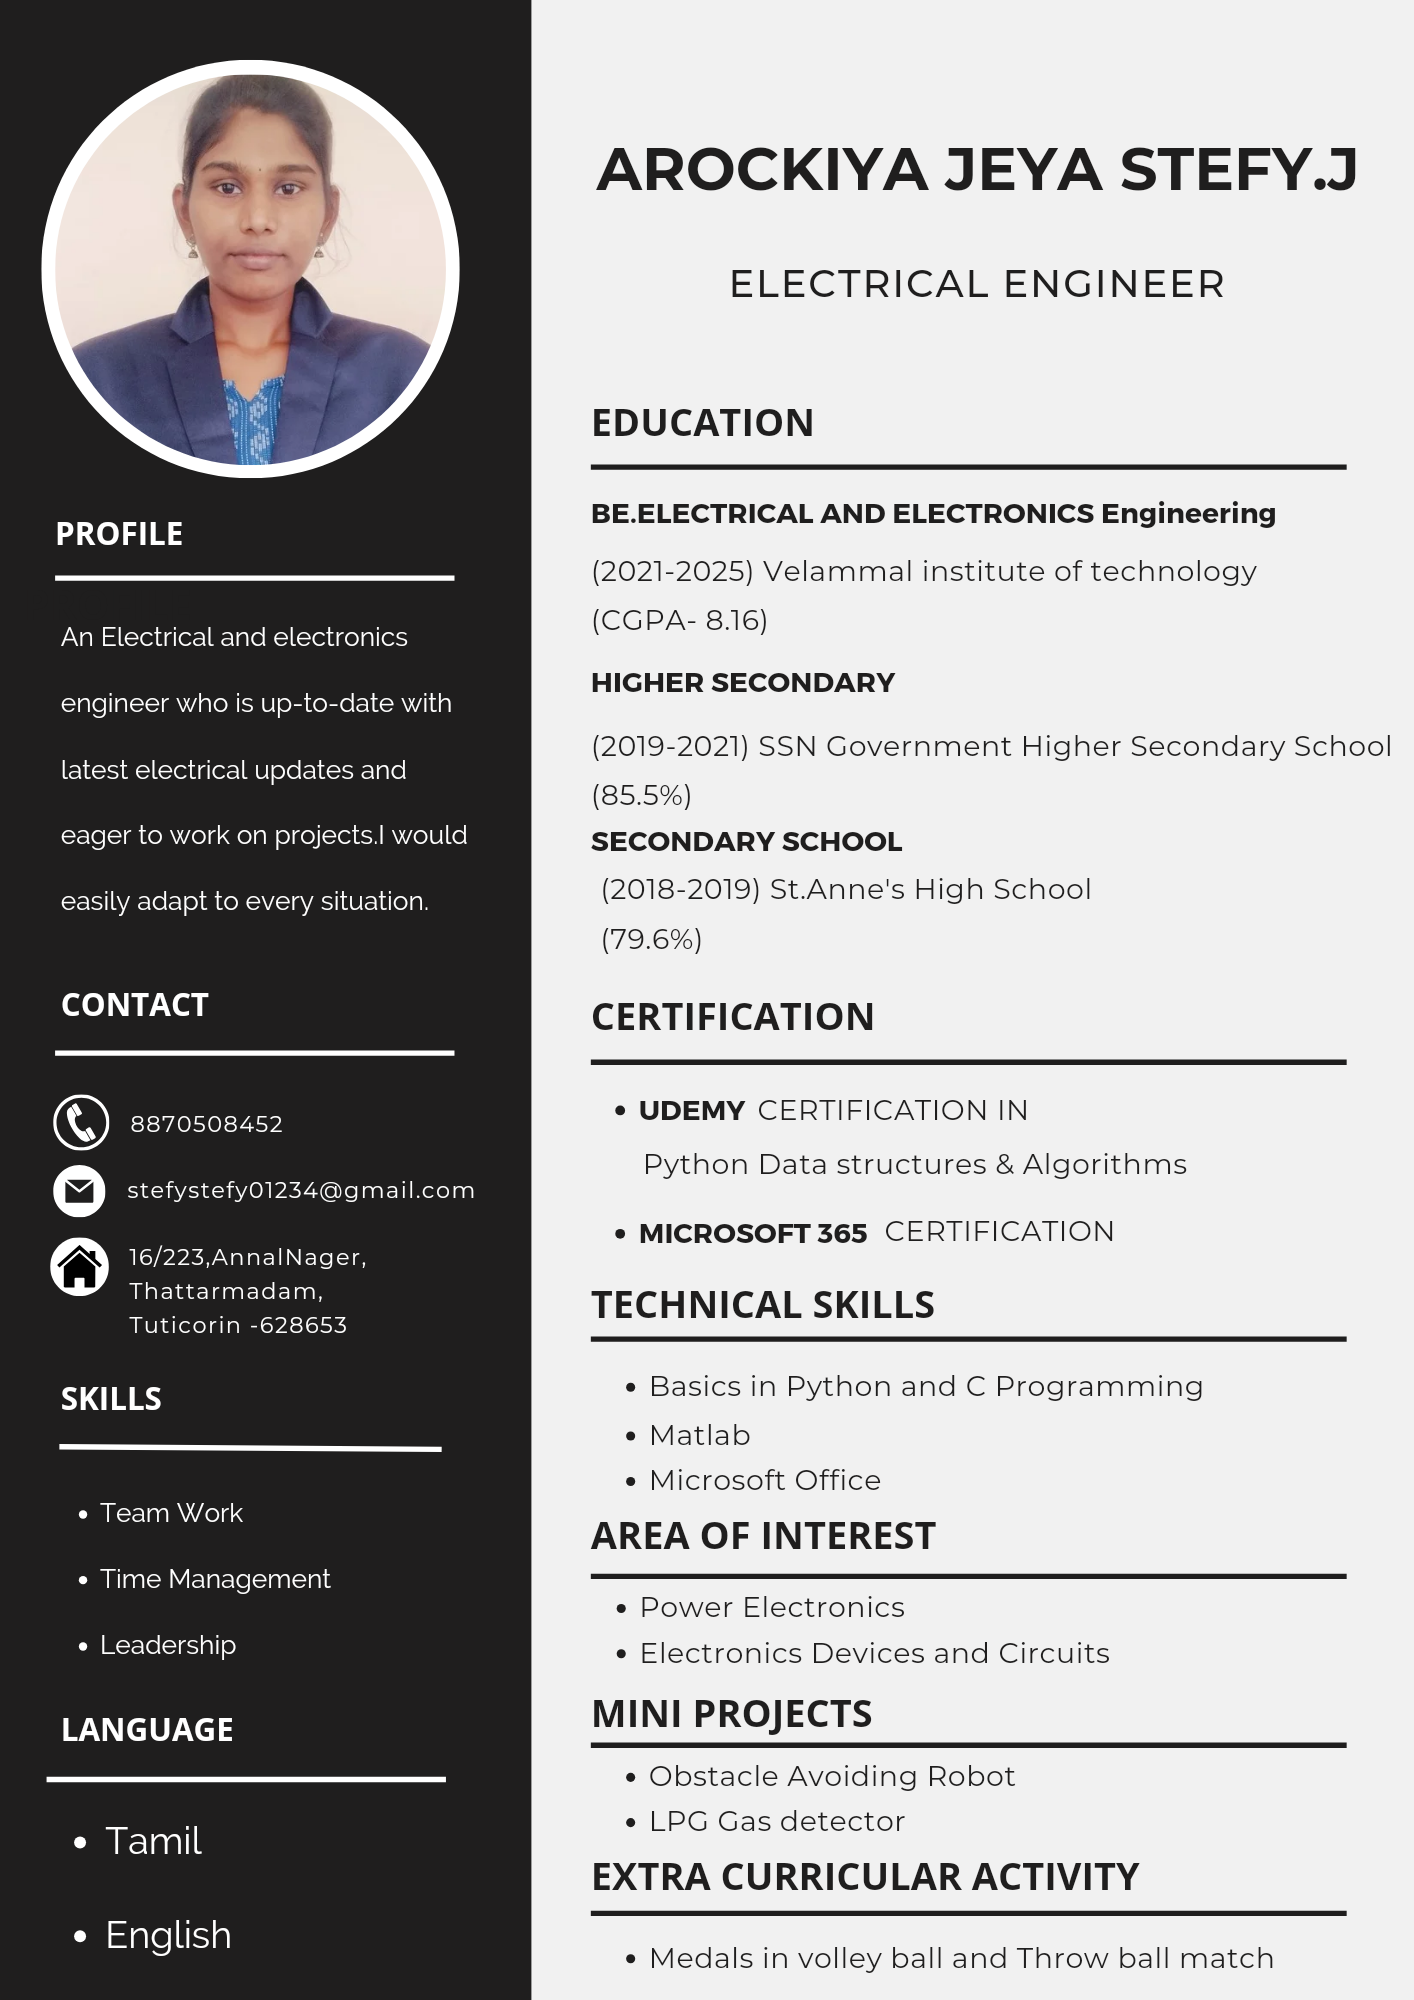 AROCKIYA JEYA STEFY.J
ELECTRICAL ENGINEER
PROFILE
An Electrical and electronics
engineer who is up-to-date with
latest electrical updates and
eager to work on projects.I would
easily adapt to every situation.
CONTACT
8870508452
stefystefy01234@gmail.com
16/223,AnnalNager,
Thattarmadam,
Tuticorin -628653
SKILLS
• Team Work
• Time Management
• Leadership
LANGUAGE
• Tamil
• English
EDUCATION
BE.ELECTRICAL AND ELECTRONICS Engineering
(2021-2025) Velammal institute of technology
(CGPA- 8.16)
HIGHER SECONDARY
(2019-2021) SSN Government Higher Secondary School
(85.5%)
SECONDARY SCHOOL
(2018-2019) St.Anne's High School
(79.6%)
CERTIFICATION
• UDEMY CERTIFICATION IN
Python Data structures & Algorithms
• MICROSOFT 365 CERTIFICATION
TECHNICAL SKILLS
• Basics in Python and C Programming
• Matlab
• Microsoft Office
AREA OF INTEREST
• Power Electronics
• Electronics Devices and Circuits
MINI PROJECTS
• Obstacle Avoiding Robot
• LPG Gas detector
EXTRA CURRICULAR ACTIVITY
• Medals in volley ball and Throw ball match